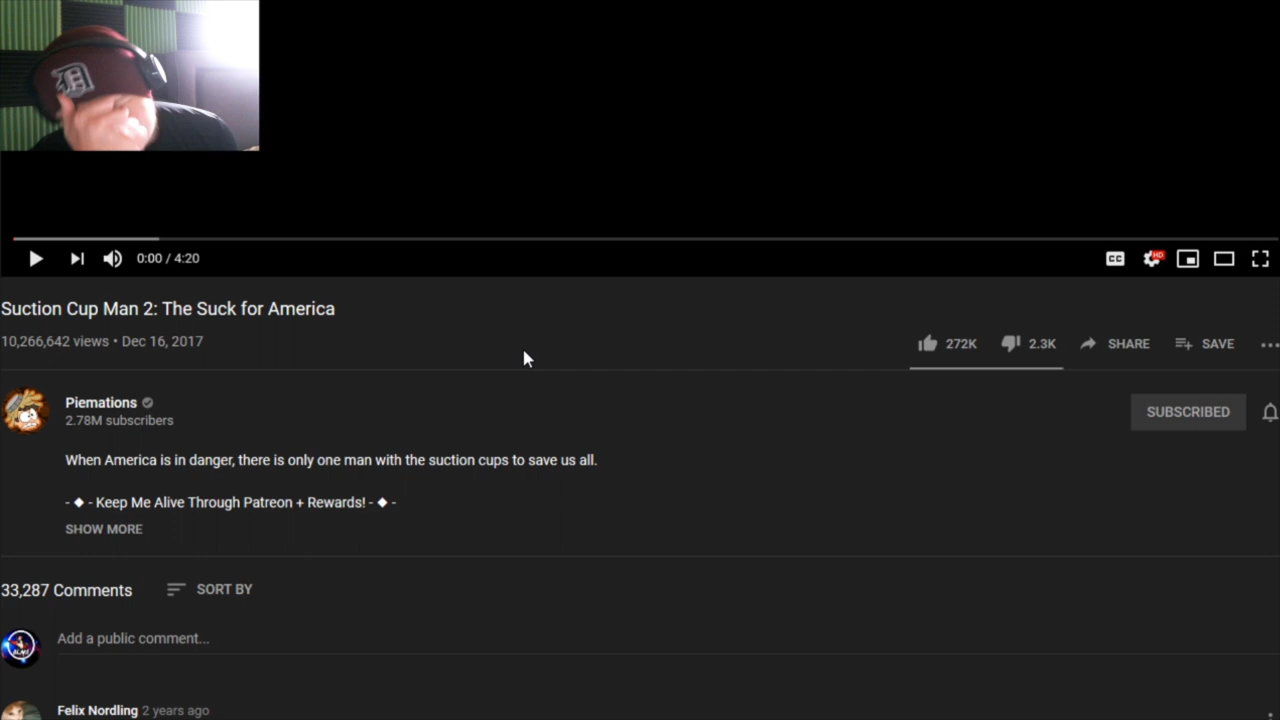 D
0:00 / 4:20
CC
HD
Suction Cup Man 2: The Suck for America
10,266,642 views • Dec 16, 2017
272K
2.3K
SHARE
SAVE
Piemations
2.78M subscribers
SUBSCRIBED
When America is in danger, there is only one man with the suction cups to save us all.
- ◆ - Keep Me Alive Through Patreon + Rewards! - ◆ -
SHOW MORE
33,287 Comments
SORT BY
Add a public comment...
Felix Nordling 2 years ago